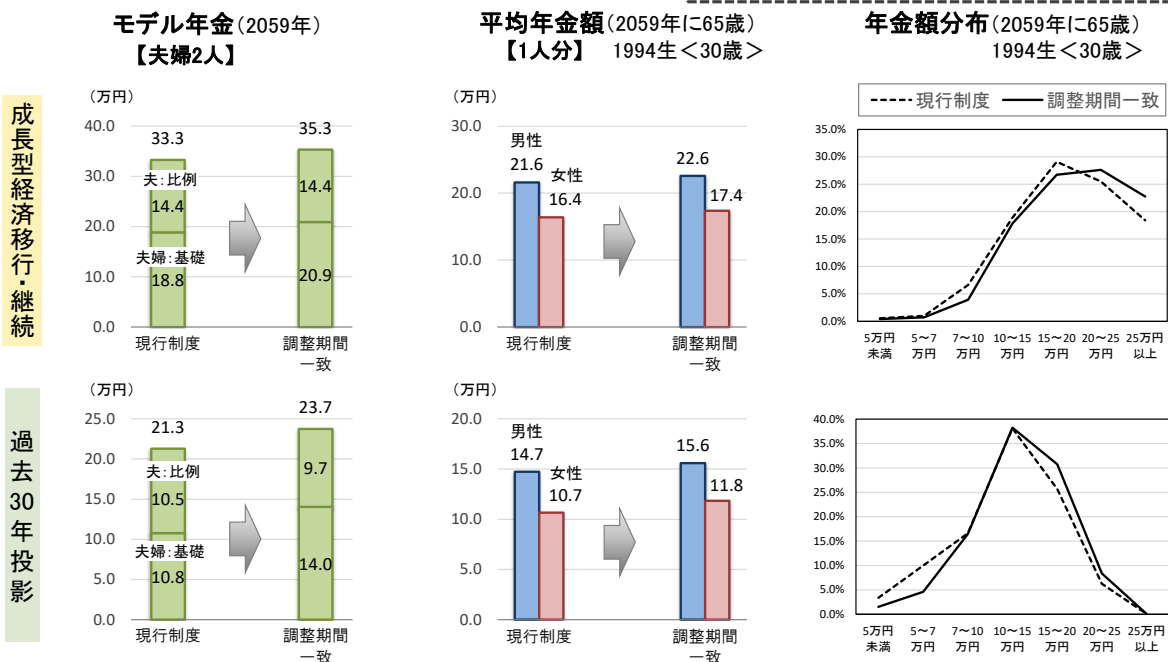 モデル年金(2059年)
【夫婦2人】
平均年金額(2059年に65歳)
【1人分】 1994生＜30歳＞
年金額分布(2059年に65歳)
1994生＜30歳＞
成長型経済移行・継続
(万円)
40.0
30.0
20.0
10.0
0.0
33.3
夫:比例
14.4
夫婦:基礎
18.8
35.3
14.4
20.9
現行制度
調整期間
一致
(万円)
30.0
20.0
10.0
0.0
男性
21.6
女性
16.4
22.6
17.4
現行制度
調整期間
一致
現行制度 調整期間一致
35.0%
30.0%
25.0%
20.0%
15.0%
10.0%
5.0%
0.0%
5万円 5～7 7～10 10～15 15～20 20～25 25万円
未満 万円 万円 万円 万円 万円 以上
過去30年投影
(万円)
25.0
20.0
15.0
10.0
5.0
0.0
21.3
夫:比例
10.5
夫婦:基礎
10.8
23.7
9.7
14.0
現行制度
調整期間
一致
(万円)
20.0
15.0
10.0
5.0
0.0
男性
14.7
女性
10.7
15.6
11.8
現行制度
調整期間
一致
40.0%
35.0%
30.0%
25.0%
20.0%
15.0%
10.0%
5.0%
0.0%
5万円 5～7 7～10 10～15 15～20 20～25 25万円
未満 万円 万円 万円 万円 万円 以上